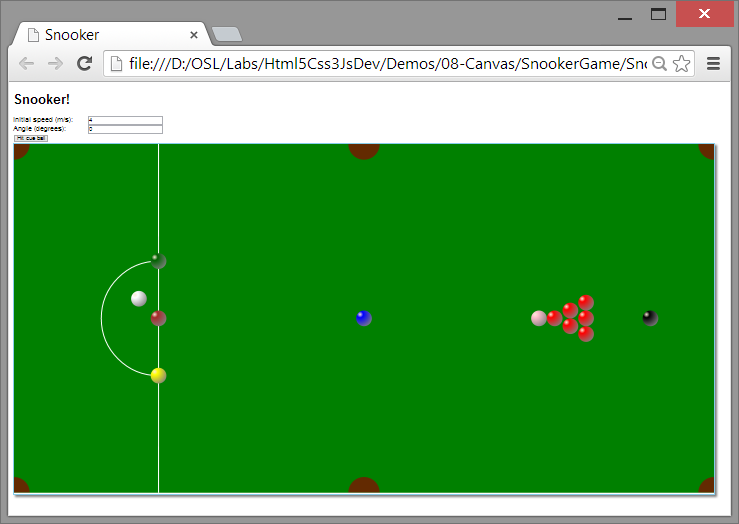 Snooker
file:///D:/OSL/Labs/Html5Css3JsDev/Demos/08-Canvas/SnookerGame/Sno
Snooker!
Initial speed (m/s): 4
Angle (degrees): 0
Hit cue ball